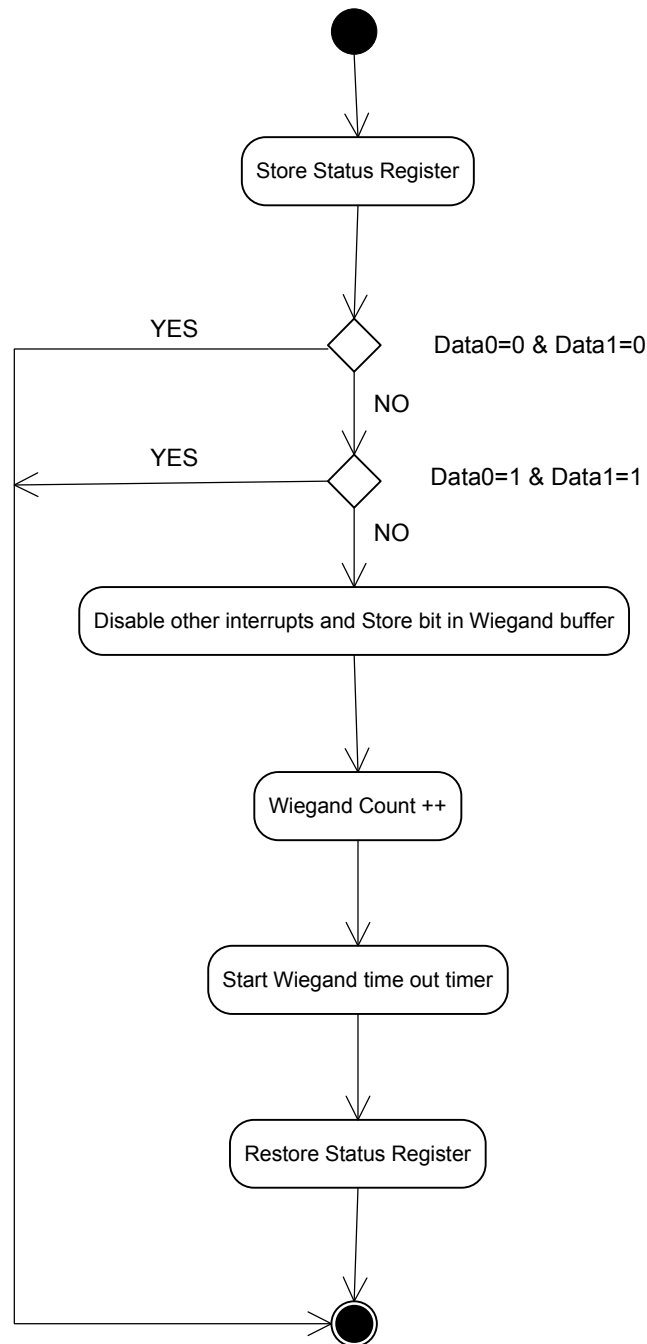 Store Status Register
YES
Data0=0 & Data1=0
NO
YES
Data0=1 & Data1=1
NO
Disable other interrupts and Store bit in Wiegand buffer
Wiegand Count ++
Start Wiegand time out timer
Restore Status Register